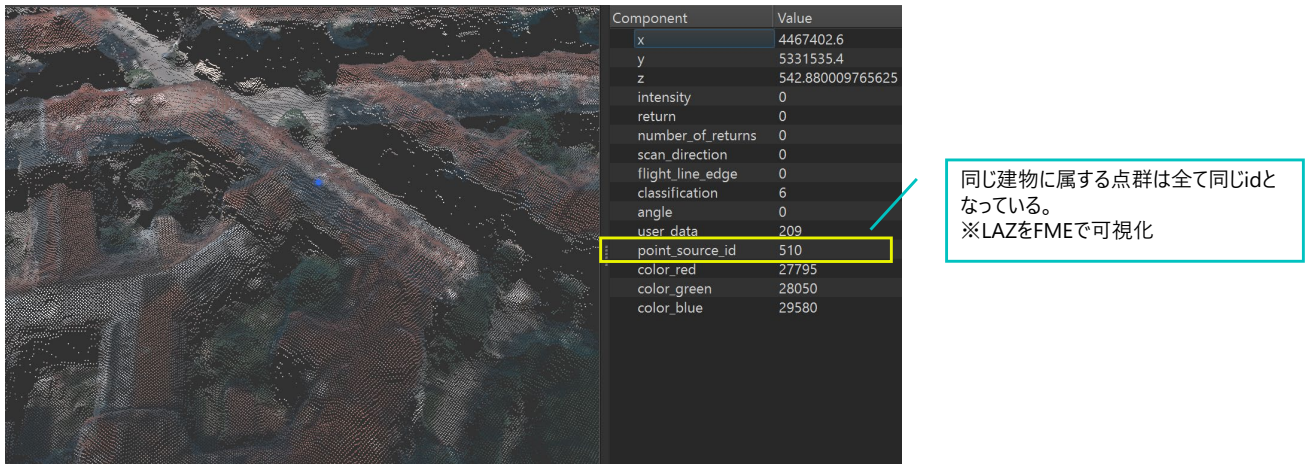 Component Value
x 4467402.6
y 5331535.4
z 542.880009765625
intensity 0
return 0
number_of_returns 0
scan_direction 0
flight_line_edge 0
classification 6
angle 0
user_data 209
point_source_id 510
color_red 27795
color_green 28050
color_blue 29580
同じ建物に属する点群は全て同じidと
なっている。
※LAZをFMEで可視化